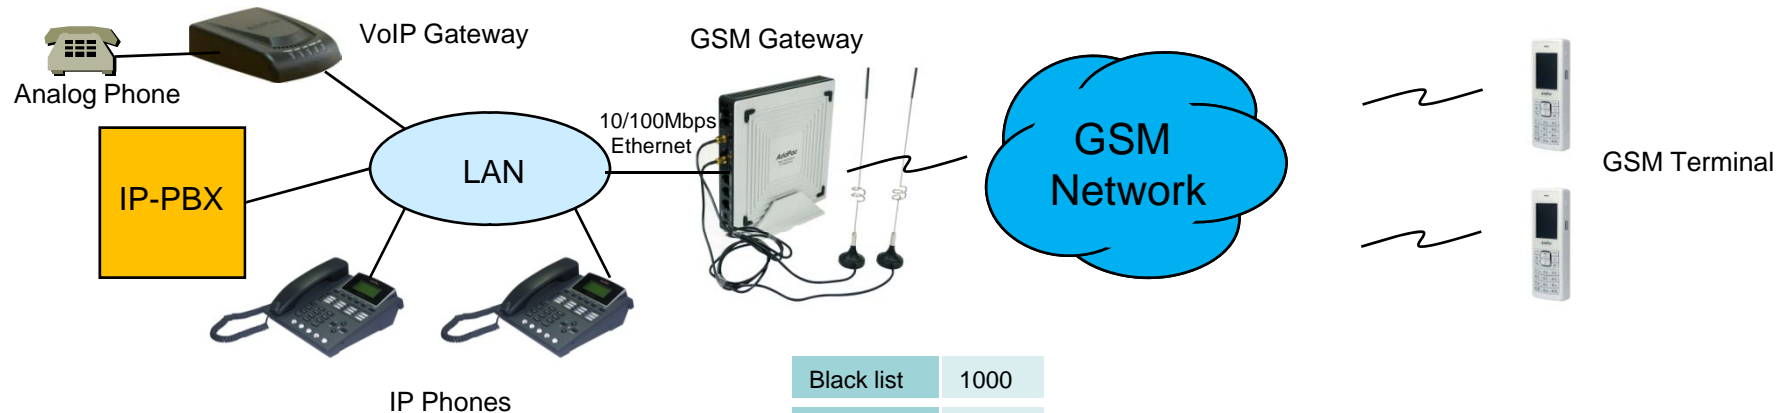 VoIP Gateway
GSM Gateway
Analog Phone
10/100Mbps
Ethernet
AddPac
IP-PBX
LAN
GSM
Network
GSM Terminal
IP Phones
Black list 1000